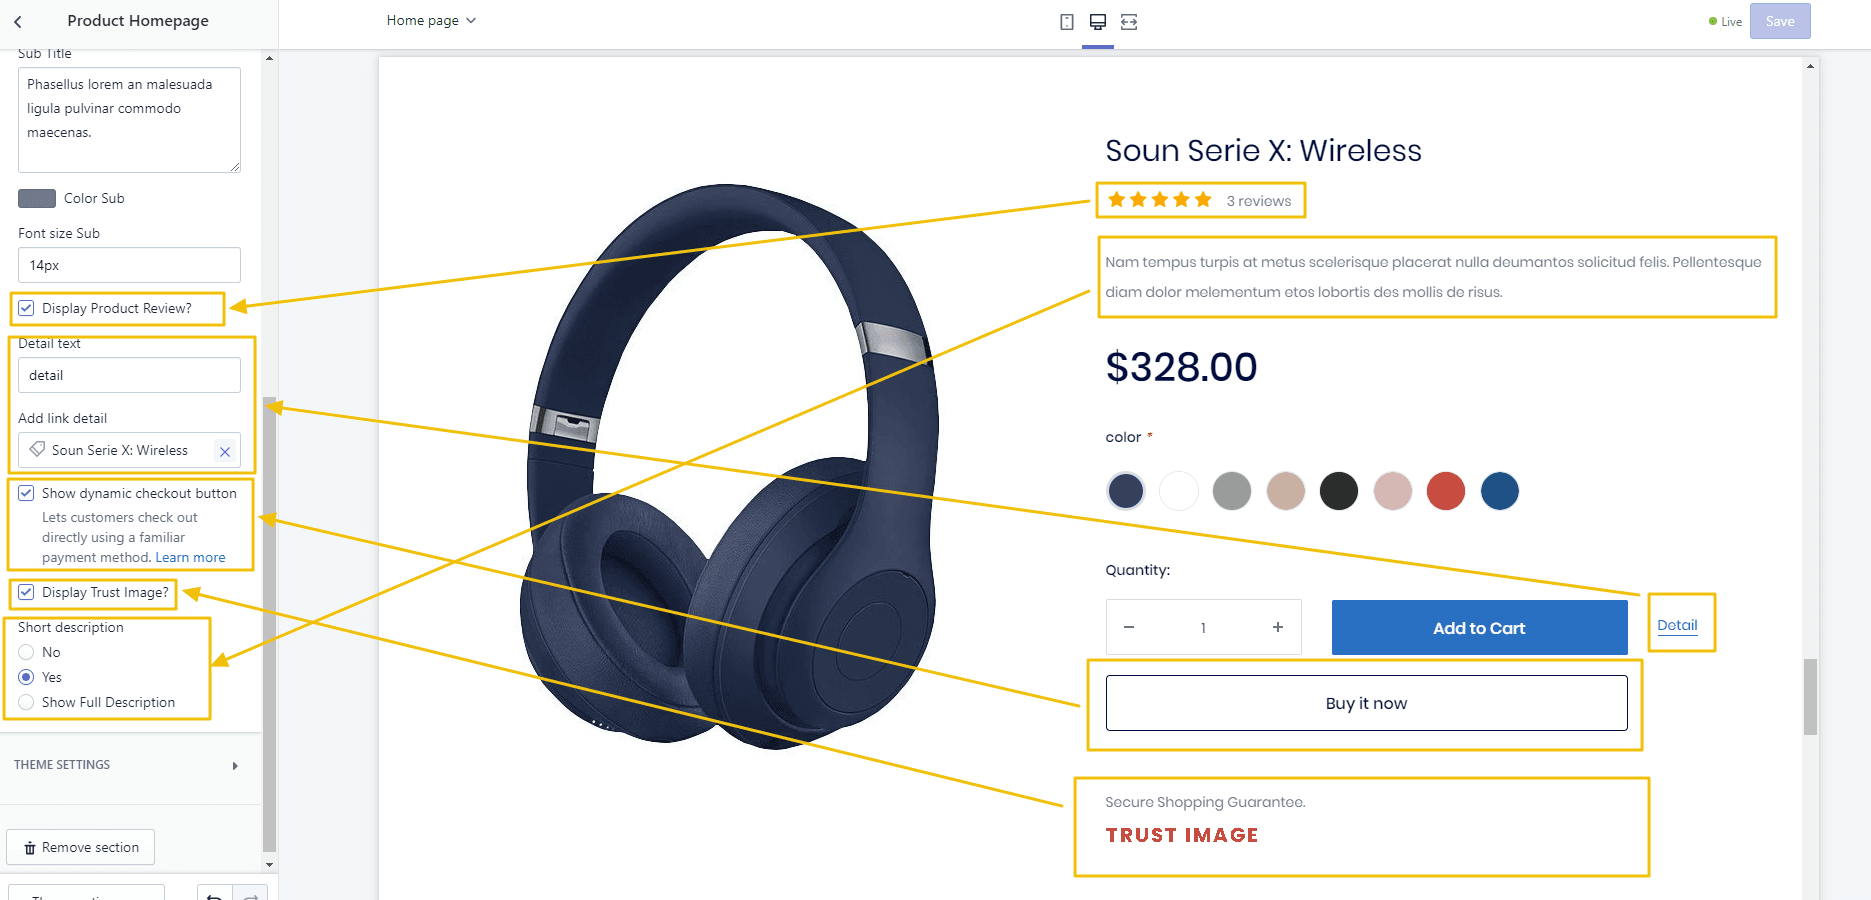 Product Homepage
Home page
Live
Save
Sub Title
Phasellus lorem an malesuada
ligula pulvinar commodo
maecenas.
Color Sub
Font size Sub
14px
Display Product Review?
Detail text
detail
Add link detail
Soun Serie X: Wireless
Show dynamic checkout button
Lets customers check out
directly using a familiar
payment method. Learn more
Display Trust Image?
Short description
No
Yes
Show Full Description
THEME SETTINGS
Remove section
Soun Serie X: Wireless
3 reviews
Nam tempus turpis at metus scelerisque placerat nulla deumantos solicitud felis. Pellentesque
diam dolor melementum etos lobortis des mollis de risus.
$328.00
color *
Quantity:
− 1 +
Add to Cart
Detail
Buy it now
Secure Shopping Guarantee.
TRUST IMAGE